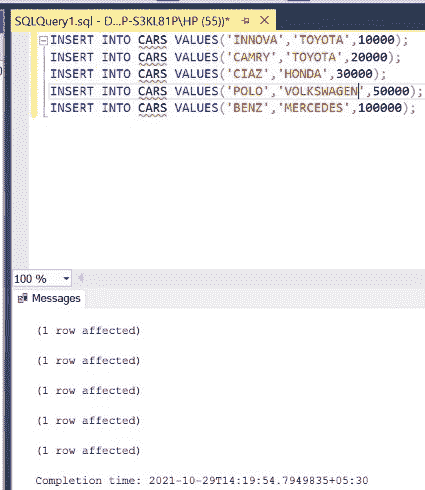 SQLQuery1.sql - D...P-S3KL81P\HP (55))*
INSERT INTO CARS VALUES('INNOVA','TOYOTA',10000);
INSERT INTO CARS VALUES('CAMRY','TOYOTA',20000);
INSERT INTO CARS VALUES('CIAZ','HONDA',30000);
INSERT INTO CARS VALUES('POLO','VOLKSWAGEN',50000);
INSERT INTO CARS VALUES('BENZ','MERCEDES',100000);
100 %
Messages
(1 row affected)
(1 row affected)
(1 row affected)
(1 row affected)
(1 row affected)
Completion time: 2021-10-29T14:19:54.7949835+05:30